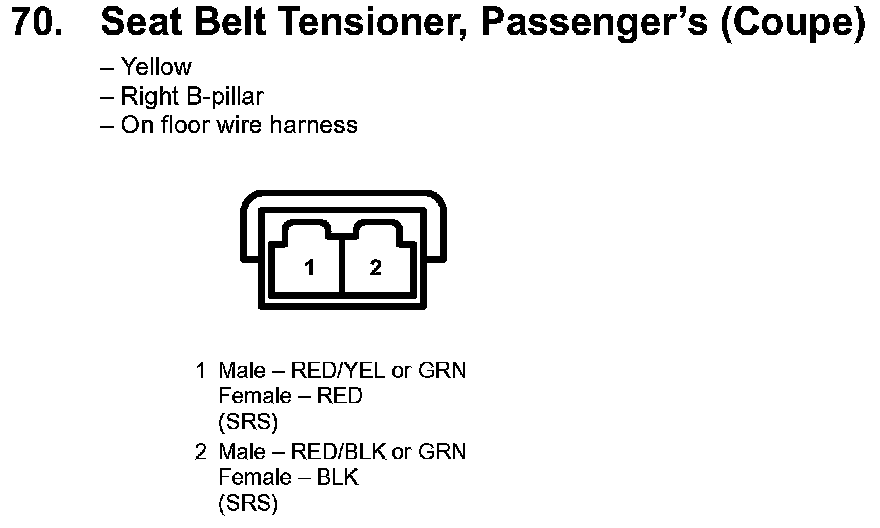 70. Seat Belt Tensioner, Passenger’s (Coupe)
– Yellow
– Right B-pillar
– On floor wire harness
1 2
1 Male – RED/YEL or GRN
Female – RED
(SRS)
2 Male – RED/BLK or GRN
Female – BLK
(SRS)